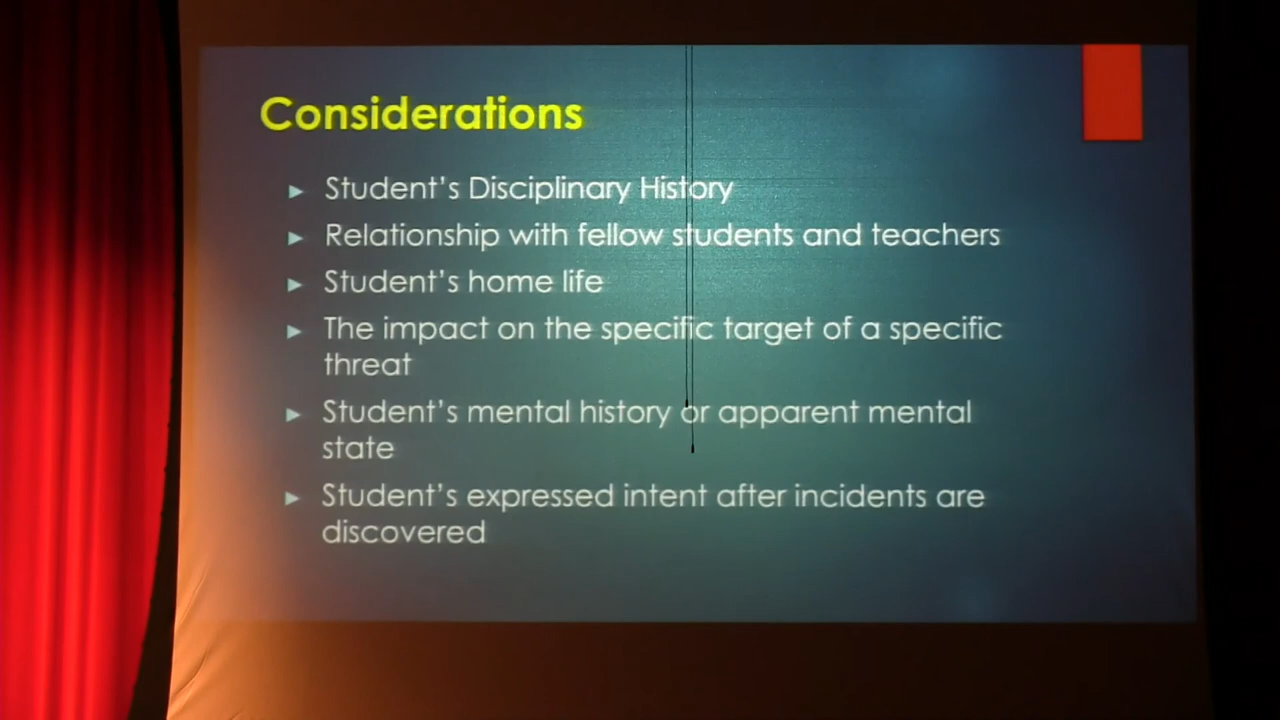 Considerations
Student's Disciplinary History
Relationship with fellow students and teachers
Student's home life
The impact on the specific target of a specific
threat
Student's mental history or apparent mental
state
Student's expressed intent after incidents are
discovered